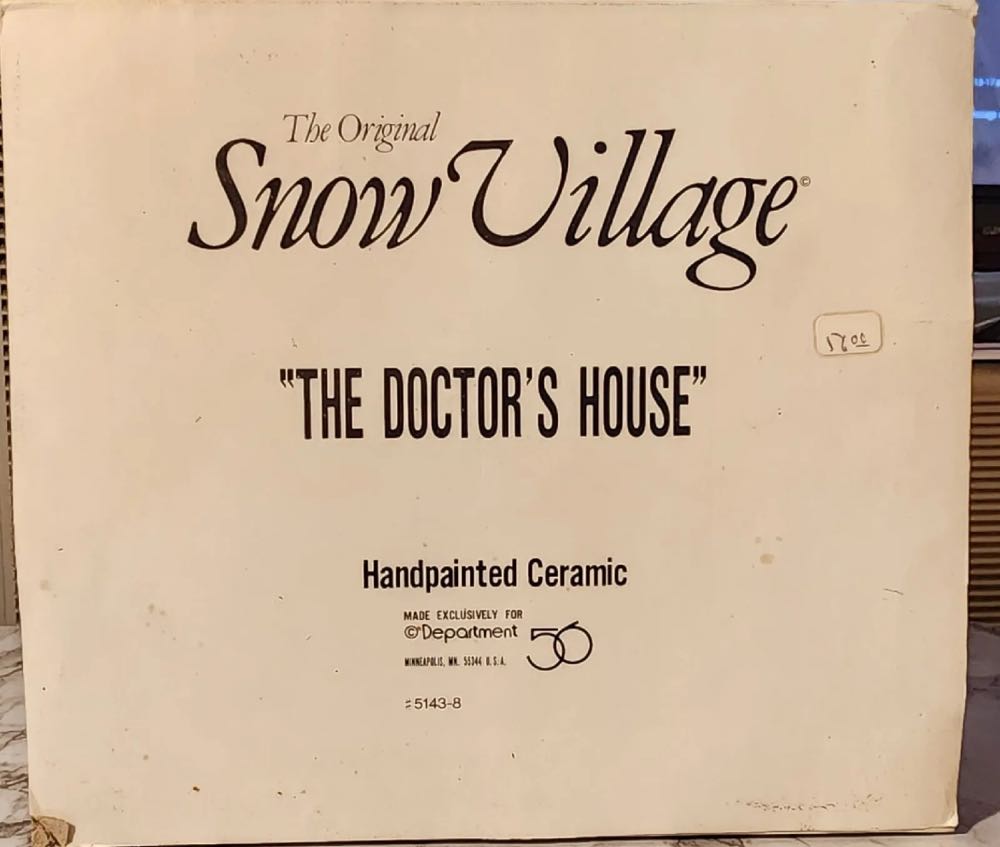 The Original
Snow Village©
"THE DOCTOR'S HOUSE"
Handpainted Ceramic
MADE EXCLUSIVELY FOR
©Department 56
MINNEAPOLIS, MN. 55344 U.S.A.
#5143-8